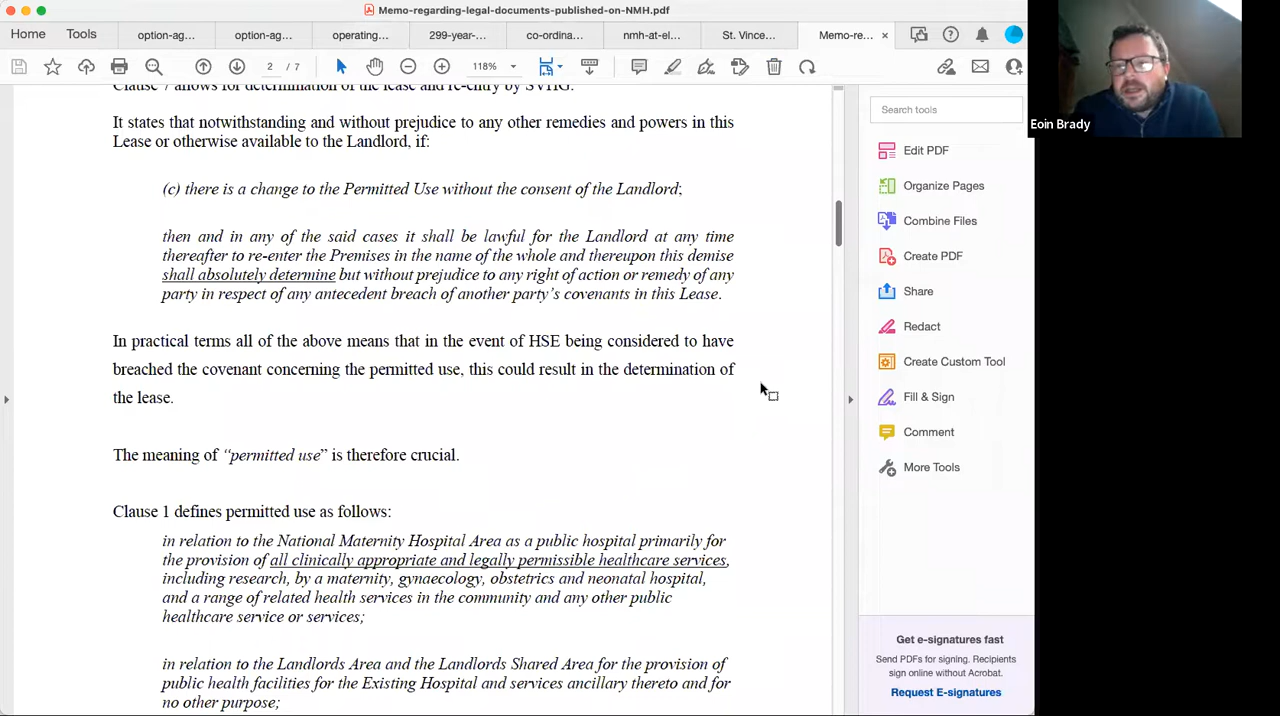 Memo-regarding-legal-documents-published-on-NMH.pdf
Home
Tools
option-ag...
option-ag...
operating...
299-year-...
co-ordina...
nmh-at-el...
St. Vince...
Memo-re...
2 / 7
118%
Clause 7 allows for determination of the lease and re-entry by SVHG.
It states that notwithstanding and without prejudice to any other remedies and powers in this
Lease or otherwise available to the Landlord, if:
(c) there is a change to the Permitted Use without the consent of the Landlord;
then and in any of the said cases it shall be lawful for the Landlord at any time
thereafter to re-enter the Premises in the name of the whole and thereupon this demise
shall absolutely determine but without prejudice to any right of action or remedy of any
party in respect of any antecedent breach of another party's covenants in this Lease.
In practical terms all of the above means that in the event of HSE being considered to have
breached the covenant concerning the permitted use, this could result in the determination of
the lease.
The meaning of "permitted use" is therefore crucial.
Clause 1 defines permitted use as follows:
in relation to the National Maternity Hospital Area as a public hospital primarily for
the provision of all clinically appropriate and legally permissible healthcare services,
including research, by a maternity, gynaecology, obstetrics and neonatal hospital,
and a range of related health services in the community and any other public
healthcare service or services;
in relation to the Landlords Area and the Landlords Shared Area for the provision of
public health facilities for the Existing Hospital and services ancillary thereto and for
no other purpose;
Search tools
Edit PDF
Organize Pages
Combine Files
Create PDF
Share
Redact
Create Custom Tool
Fill & Sign
Comment
More Tools
Get e-signatures fast
Send PDFs for signing. Recipients
sign online without Acrobat.
Request E-signatures
Eoin Brady